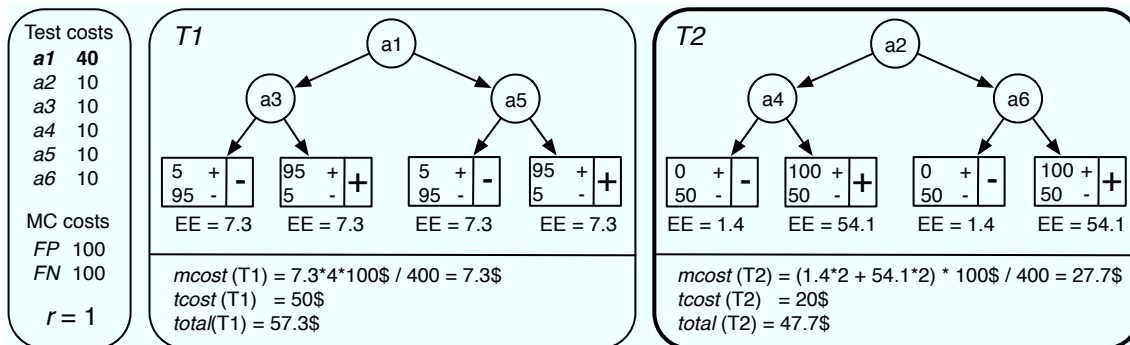 Test costs
a1 40
a2 10
a3 10
a4 10
a5 10
a6 10
MC costs
FP 100
FN 100
r = 1
T1
a1
a3
a5
5 +
95 -
-
95 +
5 -
+
5 +
95 -
-
95 +
5 -
+
EE = 7.3
EE = 7.3
EE = 7.3
EE = 7.3
mcost (T1) = 7.3*4*100$ / 400 = 7.3$
tcost (T1) = 50$
total(T1) = 57.3$
T2
a2
a4
a6
0 +
50 -
-
100 +
50 -
+
0 +
50 -
-
100 +
50 -
+
EE = 1.4
EE = 54.1
EE = 1.4
EE = 54.1
mcost (T2) = (1.4*2 + 54.1*2) * 100$ / 400 = 27.7$
tcost (T2) = 20$
total (T2) = 47.7$